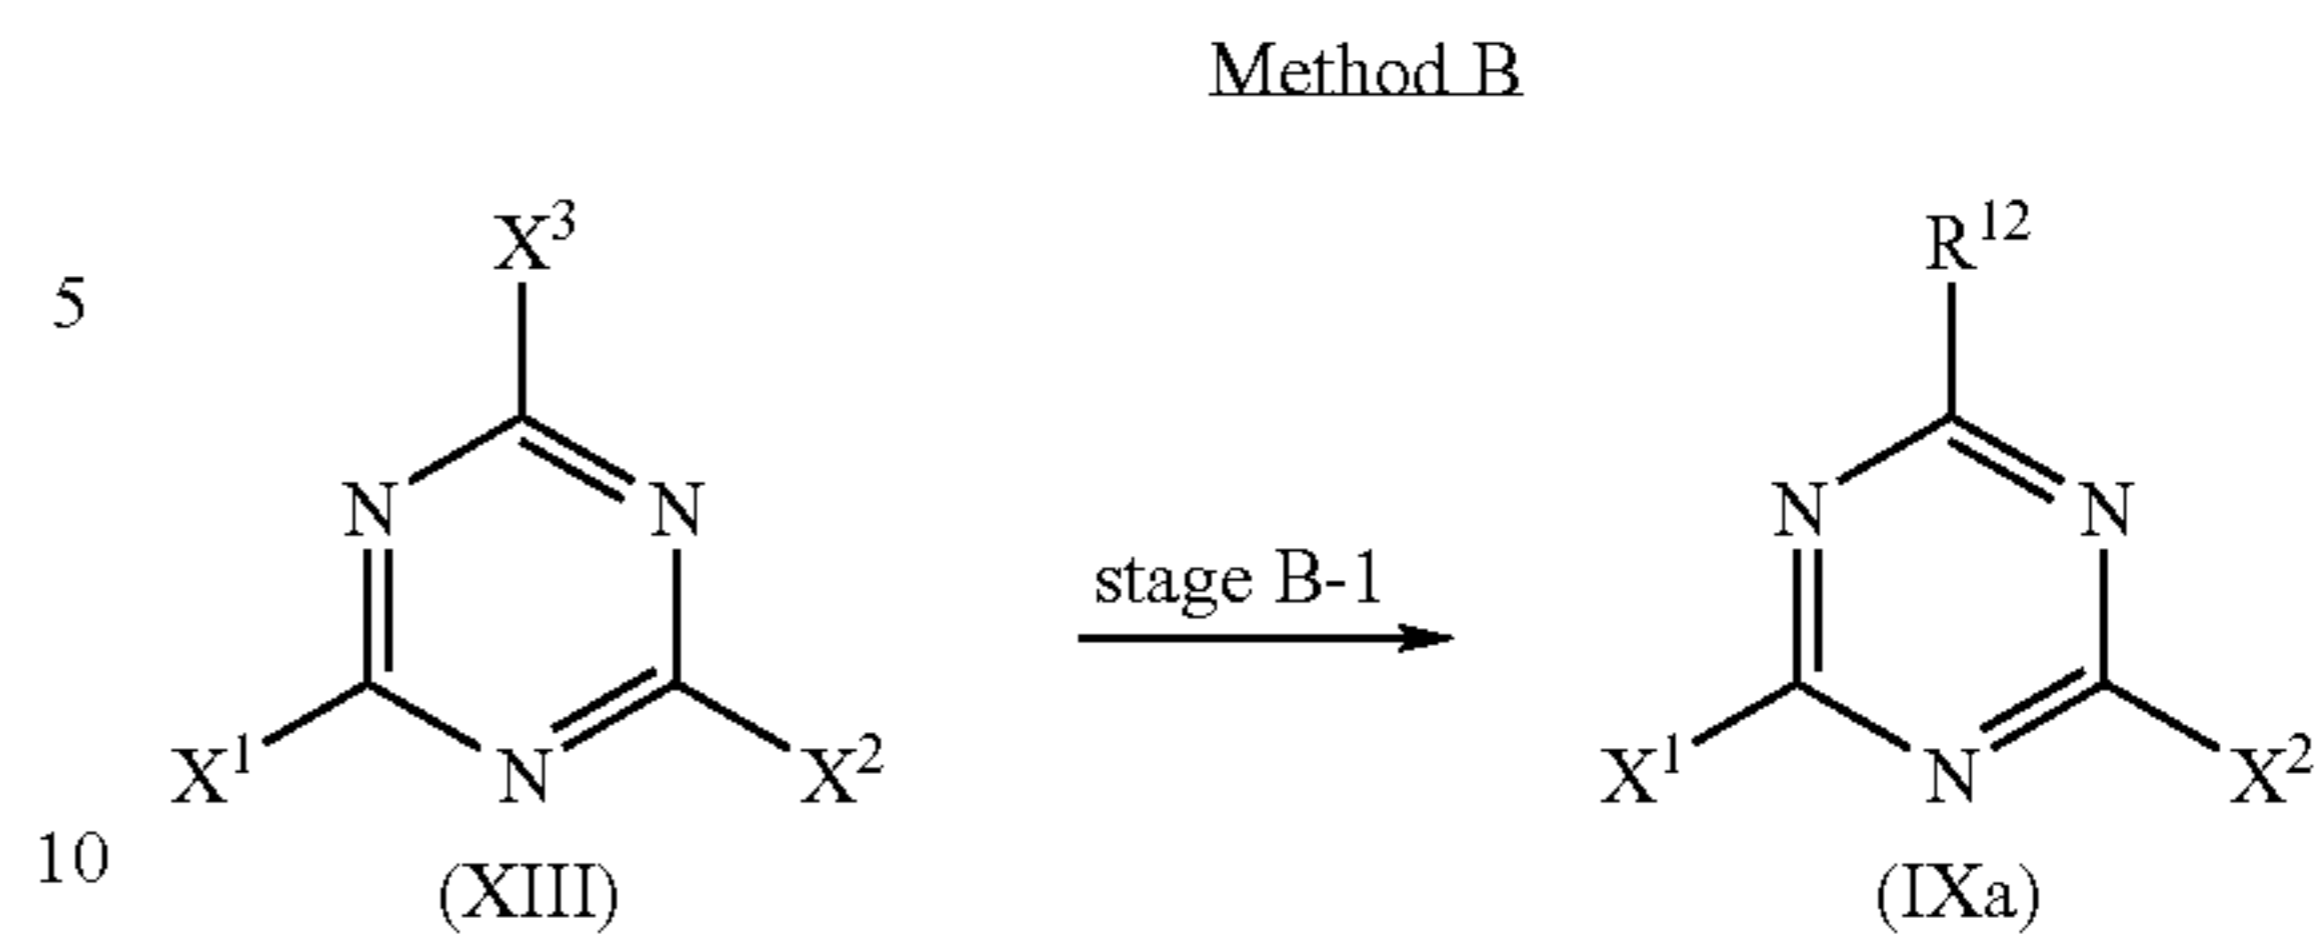 Method B
X³ R¹²
5
N N N N
stage B-1
X¹ N X² X¹ N X²
10
(XIII) (IXa)